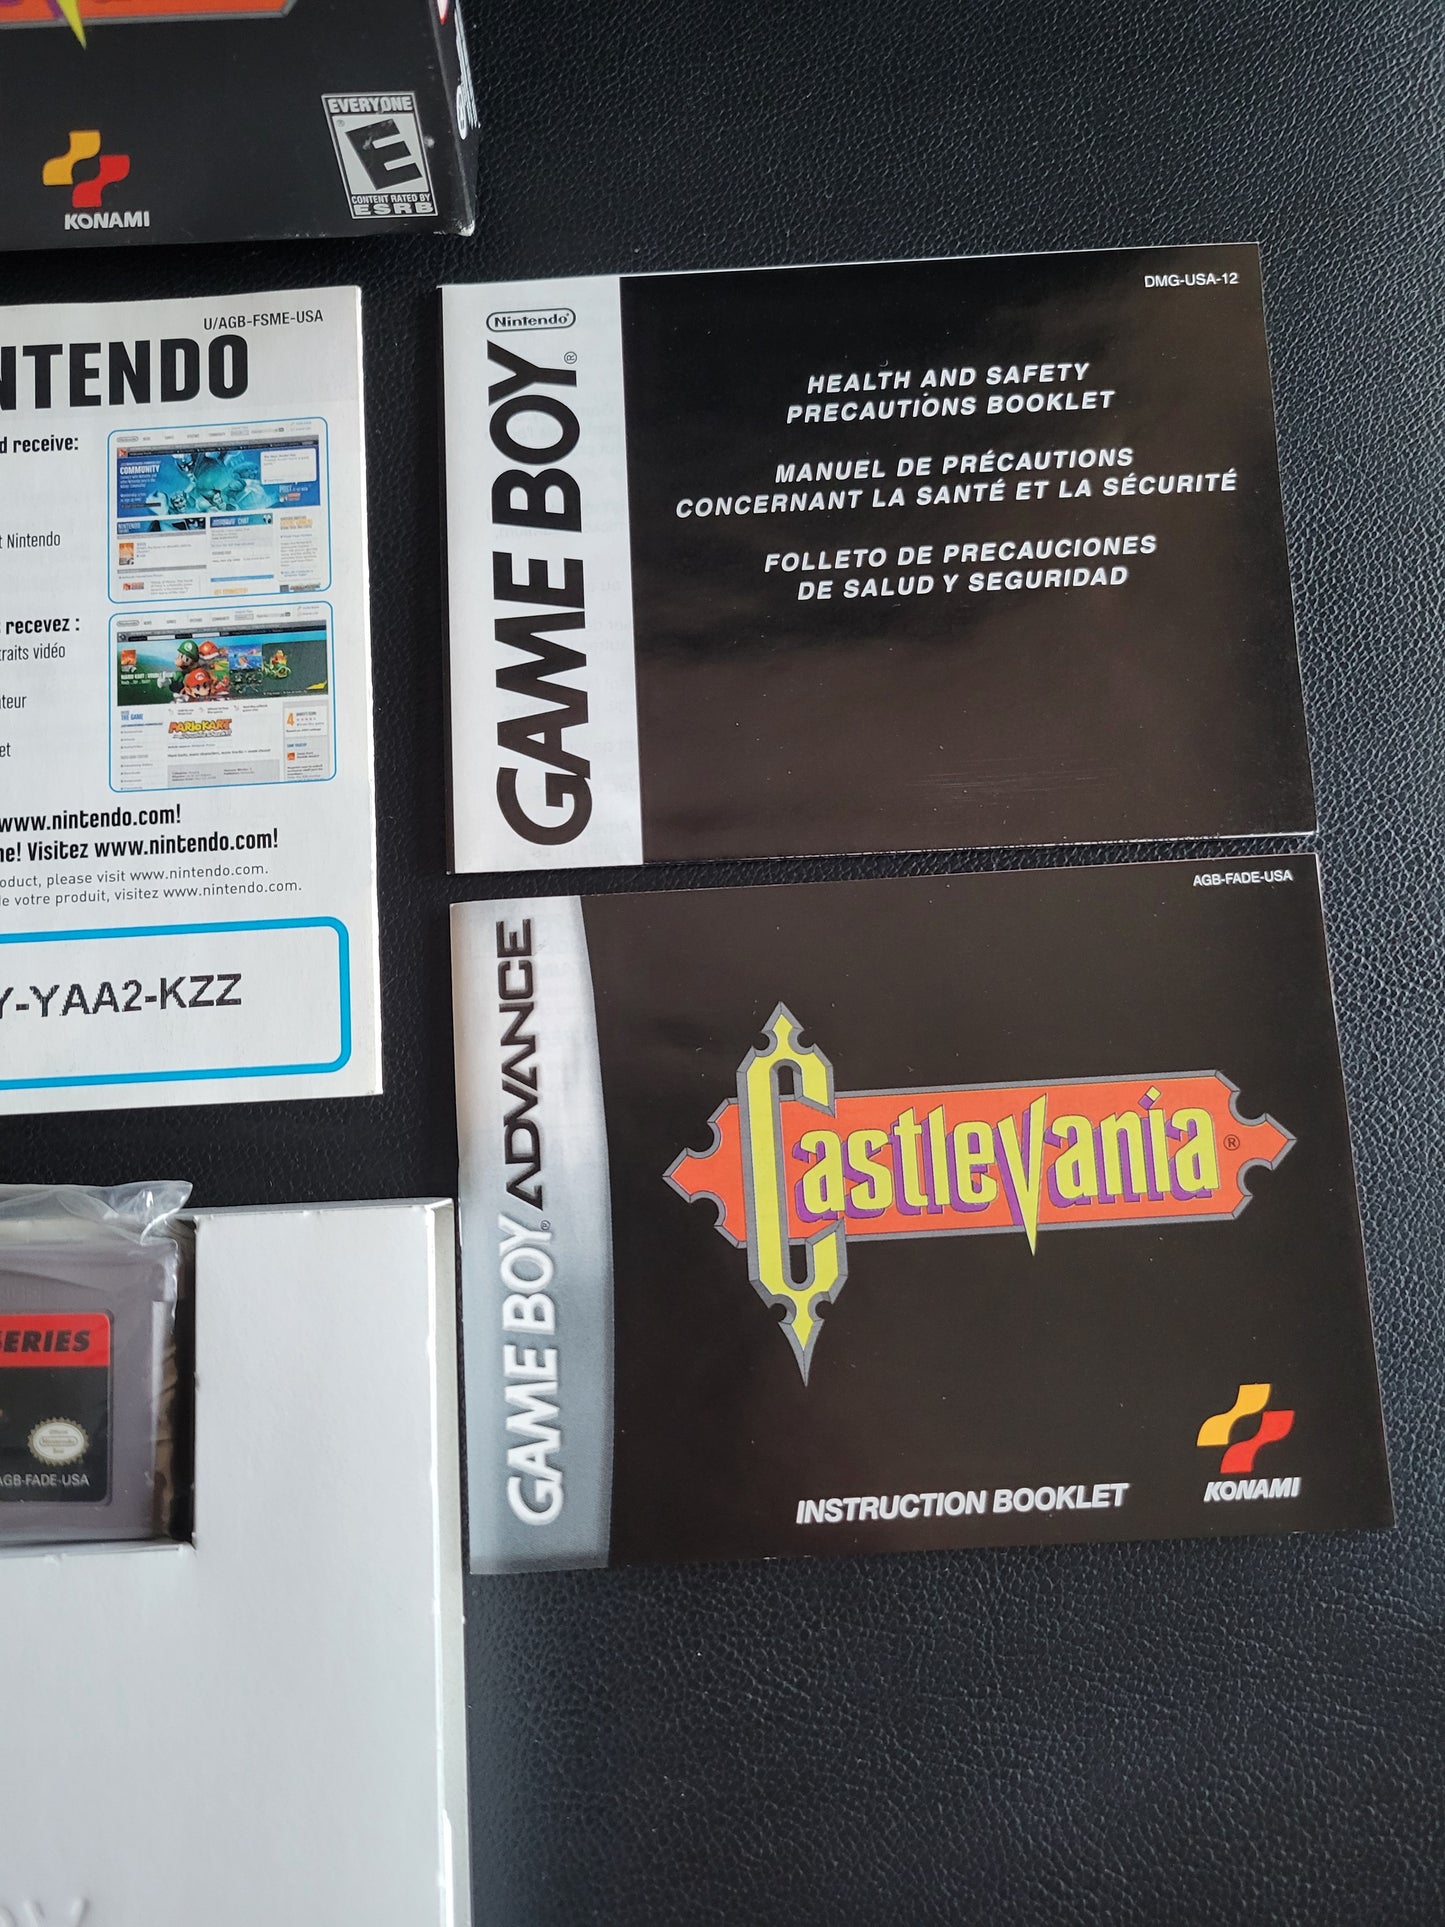 EVERYONE
E
CONTENT RATED BY
ESRB
KONAMI
U/AGB-FSME-USA
NTENDO
d receive:
COMMUNITY
t Nintendo
recevez :
traits vidéo
ateur
et
MARIOKART
www.nintendo.com!
ne! Visitez www.nintendo.com!
oduct, please visit www.nintendo.com.
e votre produit, visitez www.nintendo.com.
Y-YAA2-KZZ
SERIES
Nintendo
AGB-FADE-USA
DMG-USA-12
Nintendo®
GAME BOY
HEALTH AND SAFETY
PRECAUTIONS BOOKLET
MANUEL DE PRÉCAUTIONS
CONCERNANT LA SANTÉ ET LA SÉCURITÉ
FOLLETO DE PRECAUCIONES
DE SALUD Y SEGURIDAD
AGB-FADE-USA
GAME BOY ADVANCE
Castlevania®
INSTRUCTION BOOKLET
KONAMI